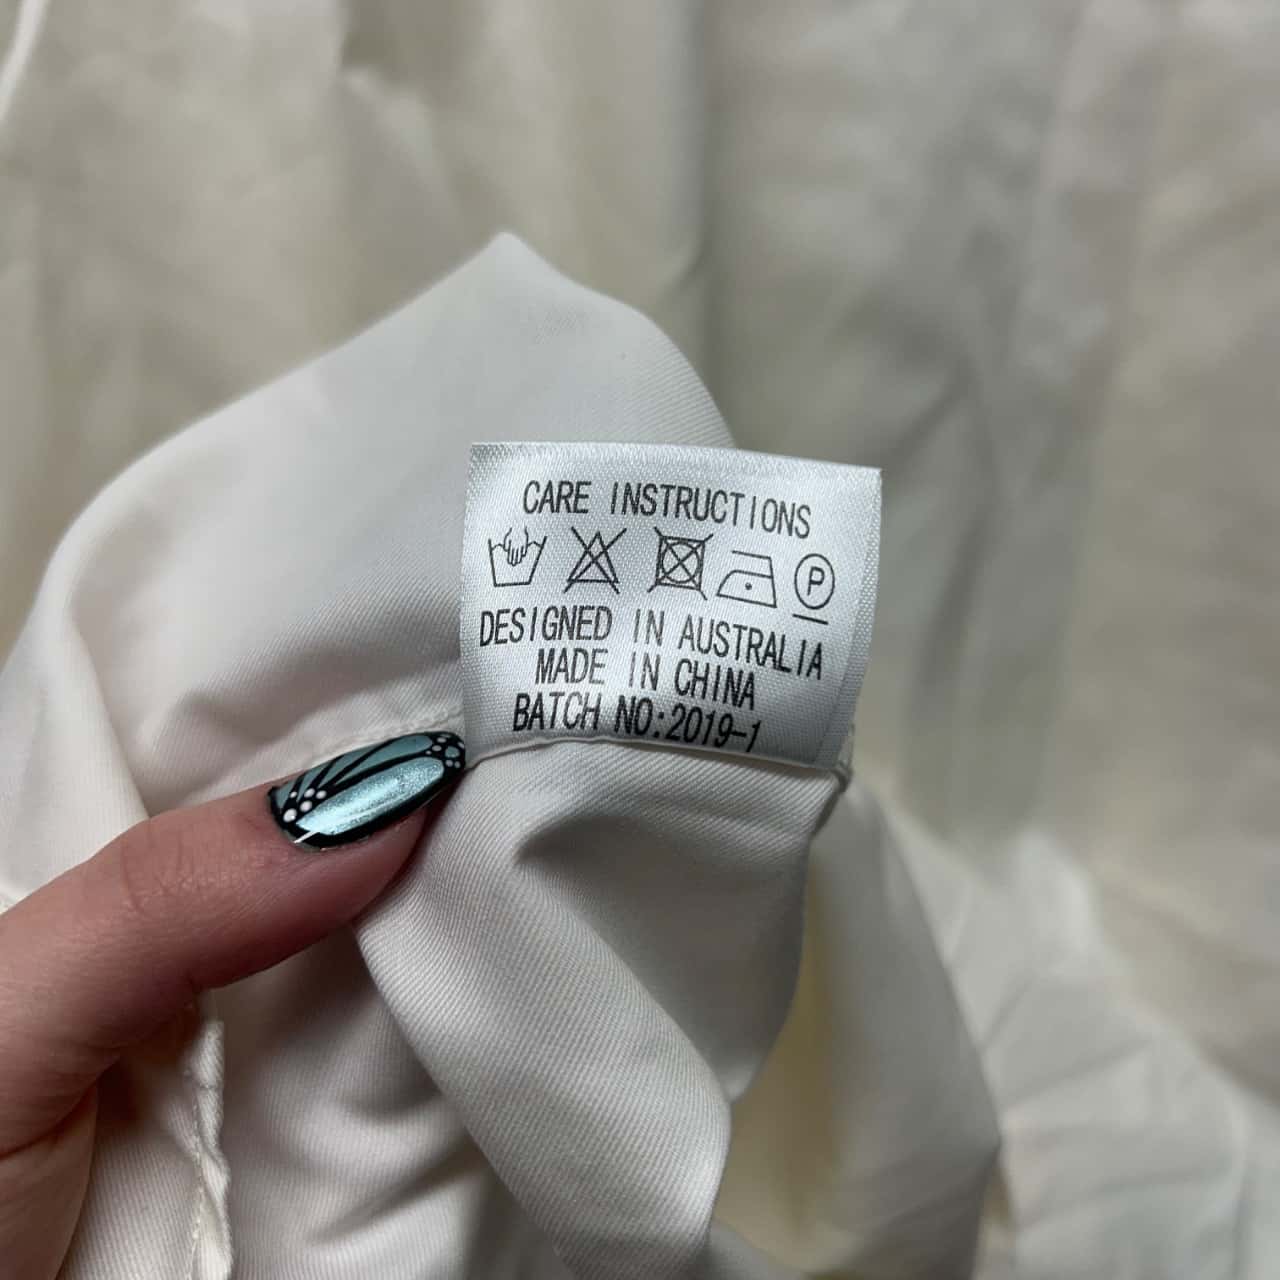 CARE INSTRUCTIONS
P
DESIGNED IN AUSTRALIA
MADE IN CHINA
BATCH NO:2019-1